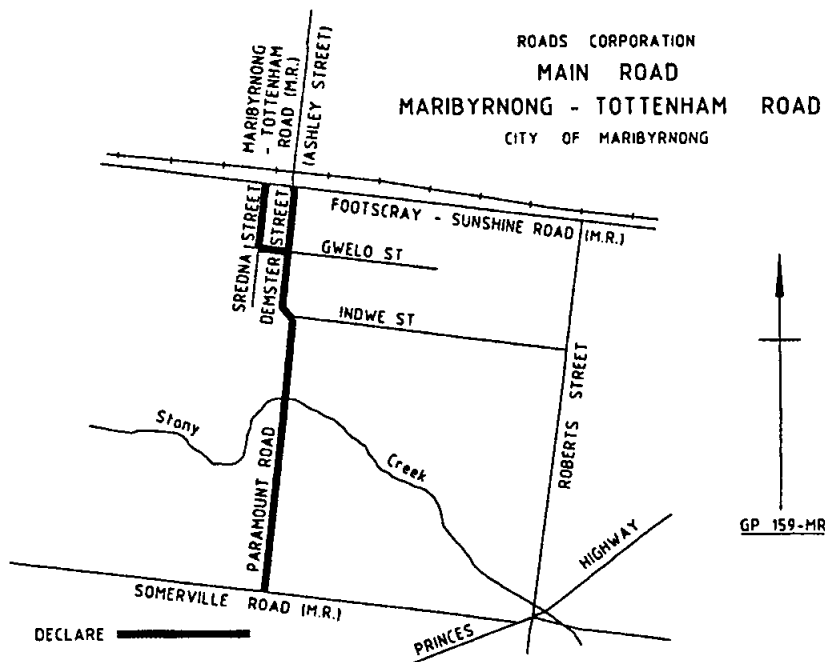 ROADS CORPORATION
MAIN ROAD
MARIBYRNONG - TOTTENHAM ROAD
CITY OF MARIBYRNONG
MARIBYRNONG
- TOTTENHAM
ROAD (M.R.)
(ASHLEY STREET)
FOOTSCRAY - SUNSHINE ROAD (M.R.)
SREDNA STREET
DEMSTER STREET
GWELO ST
INDWE ST
ROBERTS STREET
Stony Creek
PARAMOUNT ROAD
GP 159-MR
SOMERVILLE ROAD (M.R.)
PRINCES HIGHWAY
DECLARE